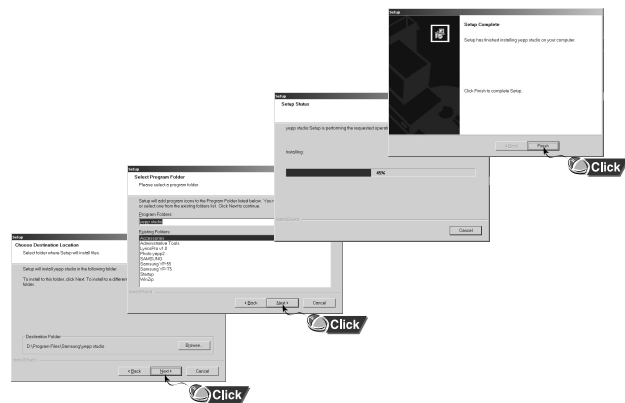 Setup
Setup Complete
Setup has finished installing yepp studio on your computer.
Click Finish to complete Setup.
< Back
Finish
Click
Setup
Setup Status
yepp studio Setup is performing the requested operati
Installing:
45%
Cancel
Setup
Select Program Folder
Please select a program folder.
Setup will add program icons to the Program Folder listed below. You m
or select one from the existing folders list. Click Next to continue.
Program Folders:
yepp studio
Existing Folders:
Accessories
Administrative Tools
LyricsPro v1.0
SAMSUNG
Samsung YP-55
Samsung YP-T5
Startup
WinZip
< Back
Next >
Cancel
Click
Setup
Choose Destination Location
Select folder where Setup will install files.
Setup will install yepp studio in the following folder.
To install to this folder, click Next. To install to a different
folder.
Destination Folder
D:\Program Files\Samsung\yepp studio
Browse...
< Back
Next >
Cancel
Click